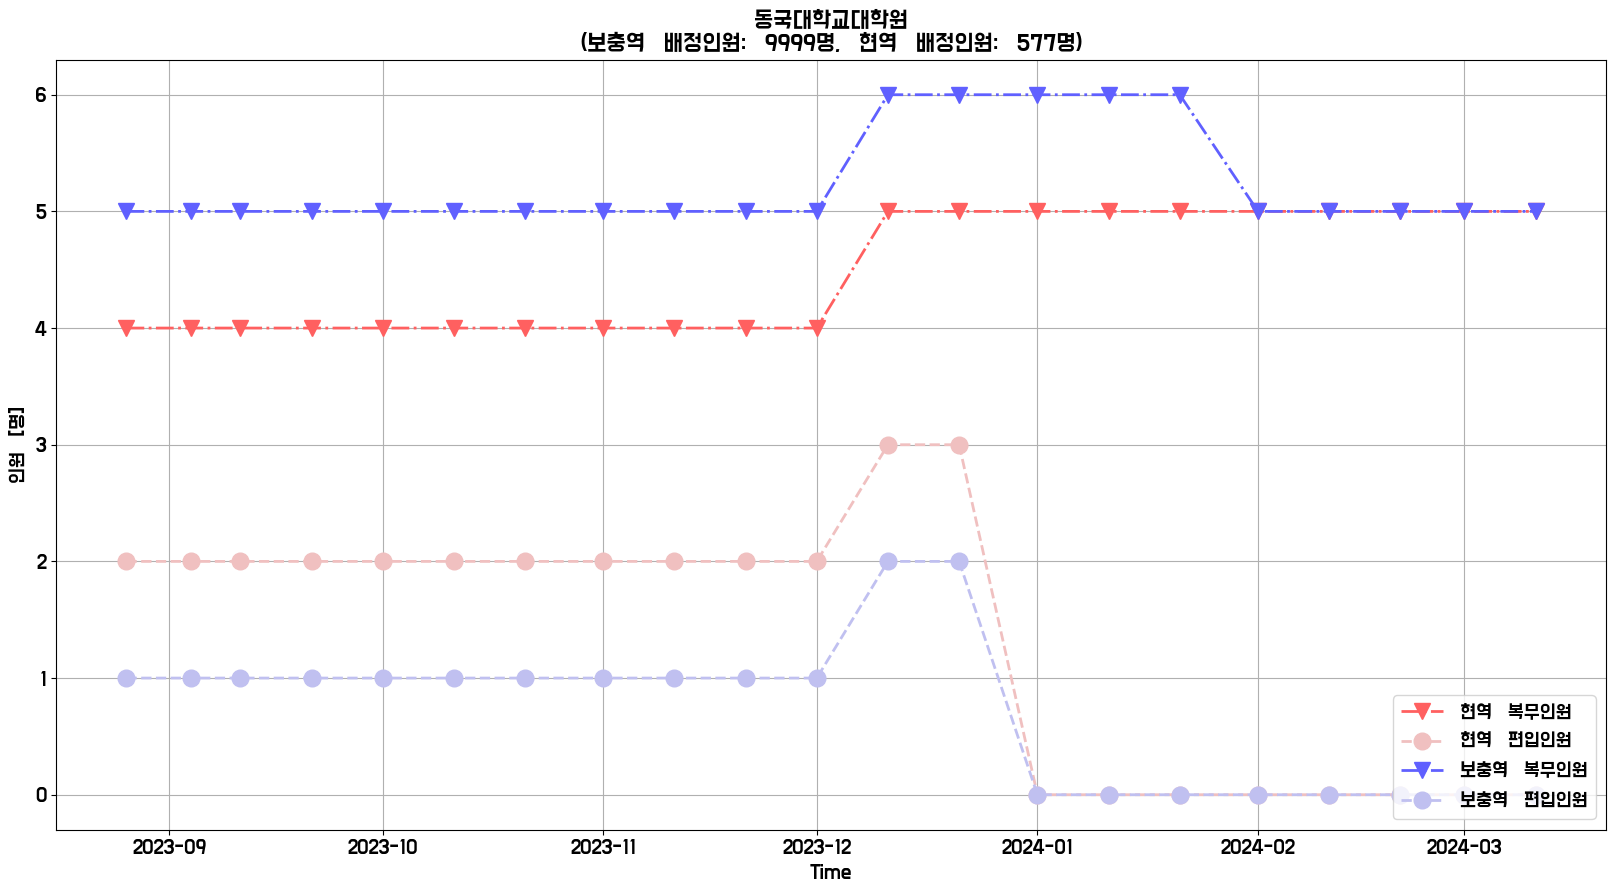 동국대학교대학원
(보충역 배정인원: 9999명, 현역 배정인원: 577명)
6
5
4
3
2
1
0
인원 [명]
2023-09 2023-10 2023-11 2023-12 2024-01 2024-02 2024-03
Time
현역 복무인원
현역 편입인원
보충역 복무인원
보충역 편입인원